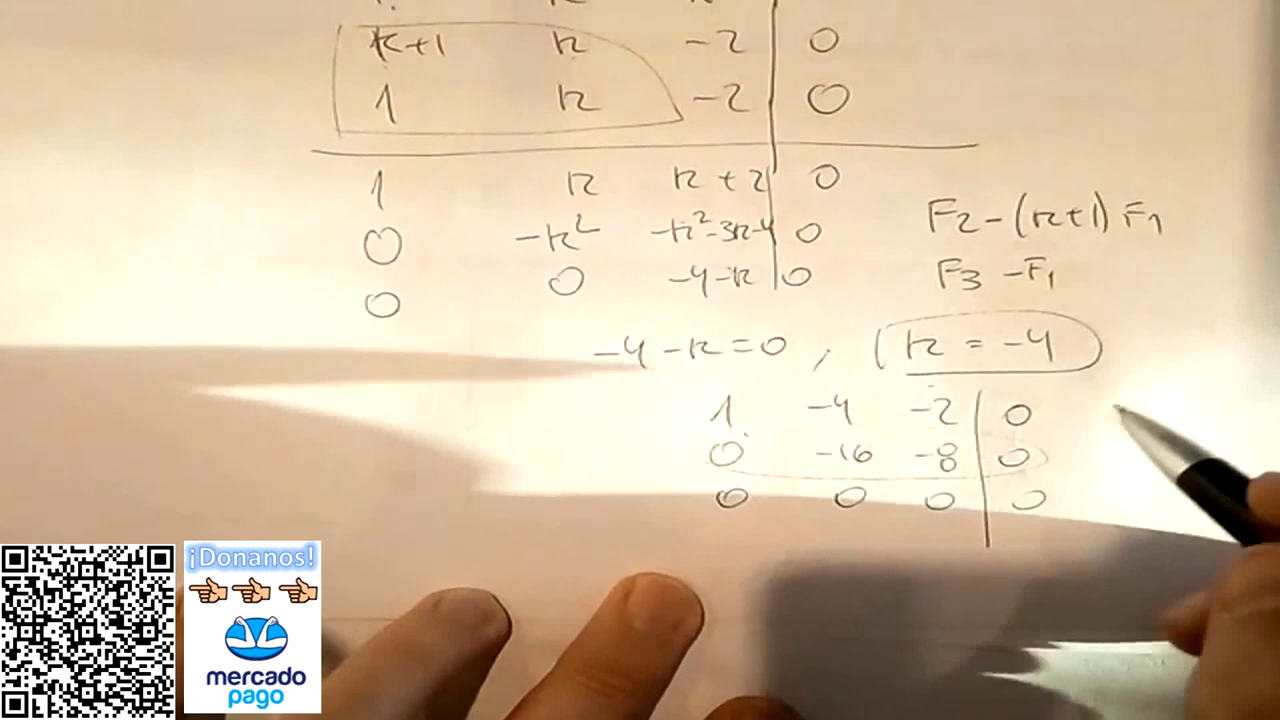 k+1 k -2 | 0
1 k -2 | 0
1 k k+2 | 0
0 -k² -k²-3k-4 | 0
F2 - (k+1) F1
0 0 -4-k | 0
F3 - F1
-4-k=0 , k = -4
1 -4 -2 | 0
0 -16 -8 | 0
0 0 0 | 0
¡Donanos!
mercado
pago